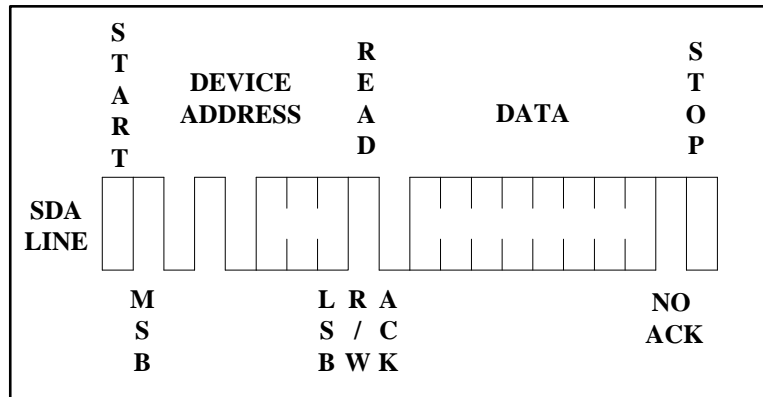 START
DEVICE
ADDRESS
READ
DATA
STOP
SDA
LINE
MSB
LSB
R/W
ACK
NO
ACK